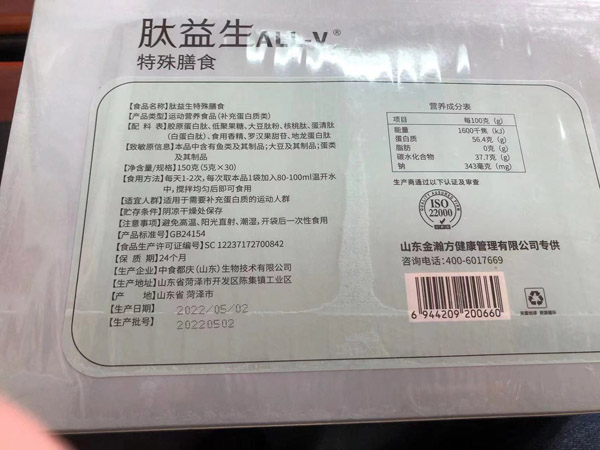 肽益生ALL-V®
特殊膳食
【食品名称】肽益生特殊膳食
【产品类型】运动营养食品(补充蛋白质类)
【配 料 表】胶原蛋白肽、低聚果糖、大豆肽粉、核桃肽、蛋清肽
(白蛋白肽)、食用香精、罗汉果甜苷、地龙蛋白肽
【致敏原信息】本品中含有鱼类及其制品;大豆及其制品;蛋类
及其制品
【净含量/规格】150克(5克×30)
【食用方法】每天1-2次,每次取本品1袋加入80-100ml温开水
中,搅拌均匀后即可食用
【适宜人群】适用于需要补充蛋白质的运动人群
【贮存条件】阴凉干燥处保存
【注意事项】避免高温、阳光直射、潮湿,开袋后一次性食用
【产品标准号】GB24154
【食品生产许可证编号】SC 12237172700842
【保 质 期】24个月
【生产企业】中食都庆(山东)生物技术有限公司
【生产地址】山东省菏泽市开发区陈集镇工业区
【产 地】山东省 菏泽市
【生产日期】2022/05/02
【生产批号】20220502
营养成分表
项目 每100克(g)
能量 1600千焦(kJ)
蛋白质 56.4克(g)
脂肪 0克(g)
碳水化合物 37.7克(g)
钠 343毫克(mg)
生产商通过以下认证及审查
ISO
22000
山东金瀚方健康管理有限公司专供
咨询电话:400-6017669
6 944209 200660